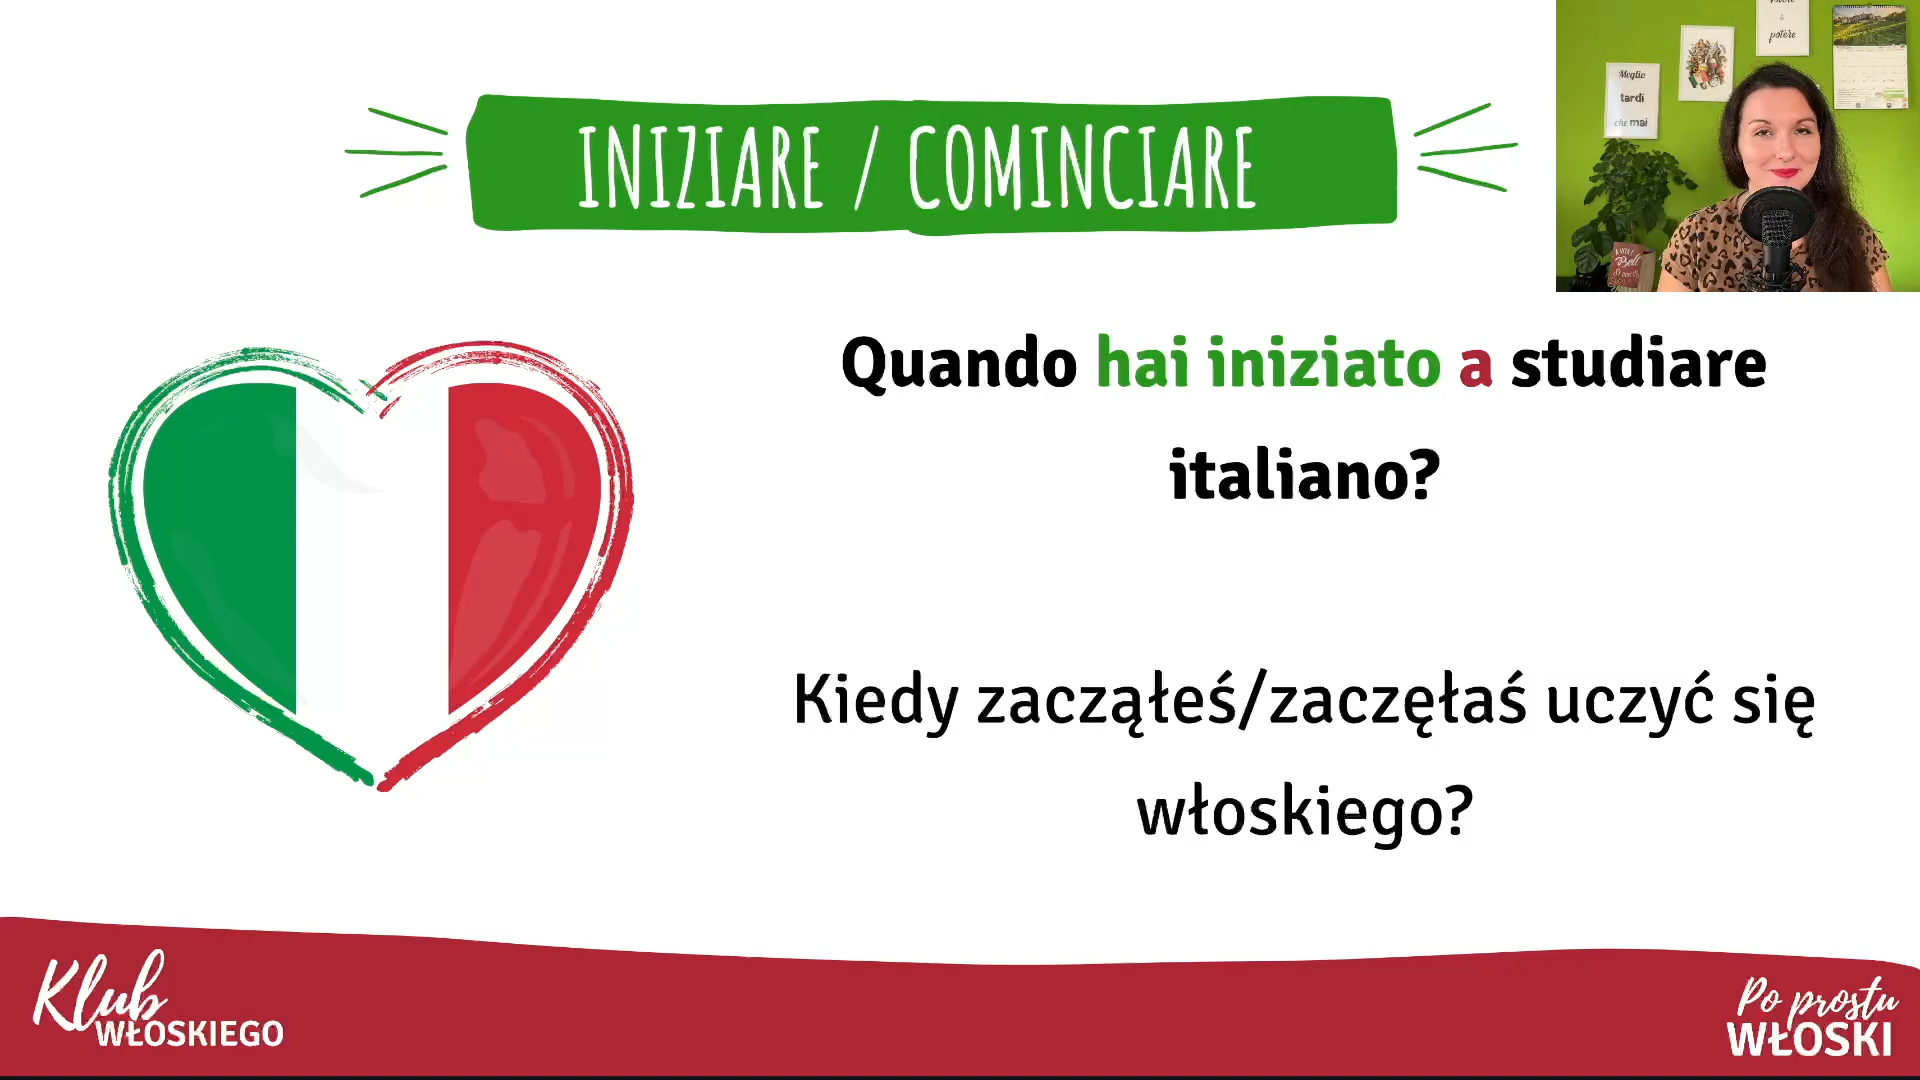 INIZIARE / COMINCIARE
Quando hai iniziato a studiare
italiano?
Kiedy zacząłeś/zaczęłaś uczyć się
włoskiego?
Klub
WŁOSKIEGO
Po prostu
WŁOSKI
Meglio
tardi
che mai
è
potere